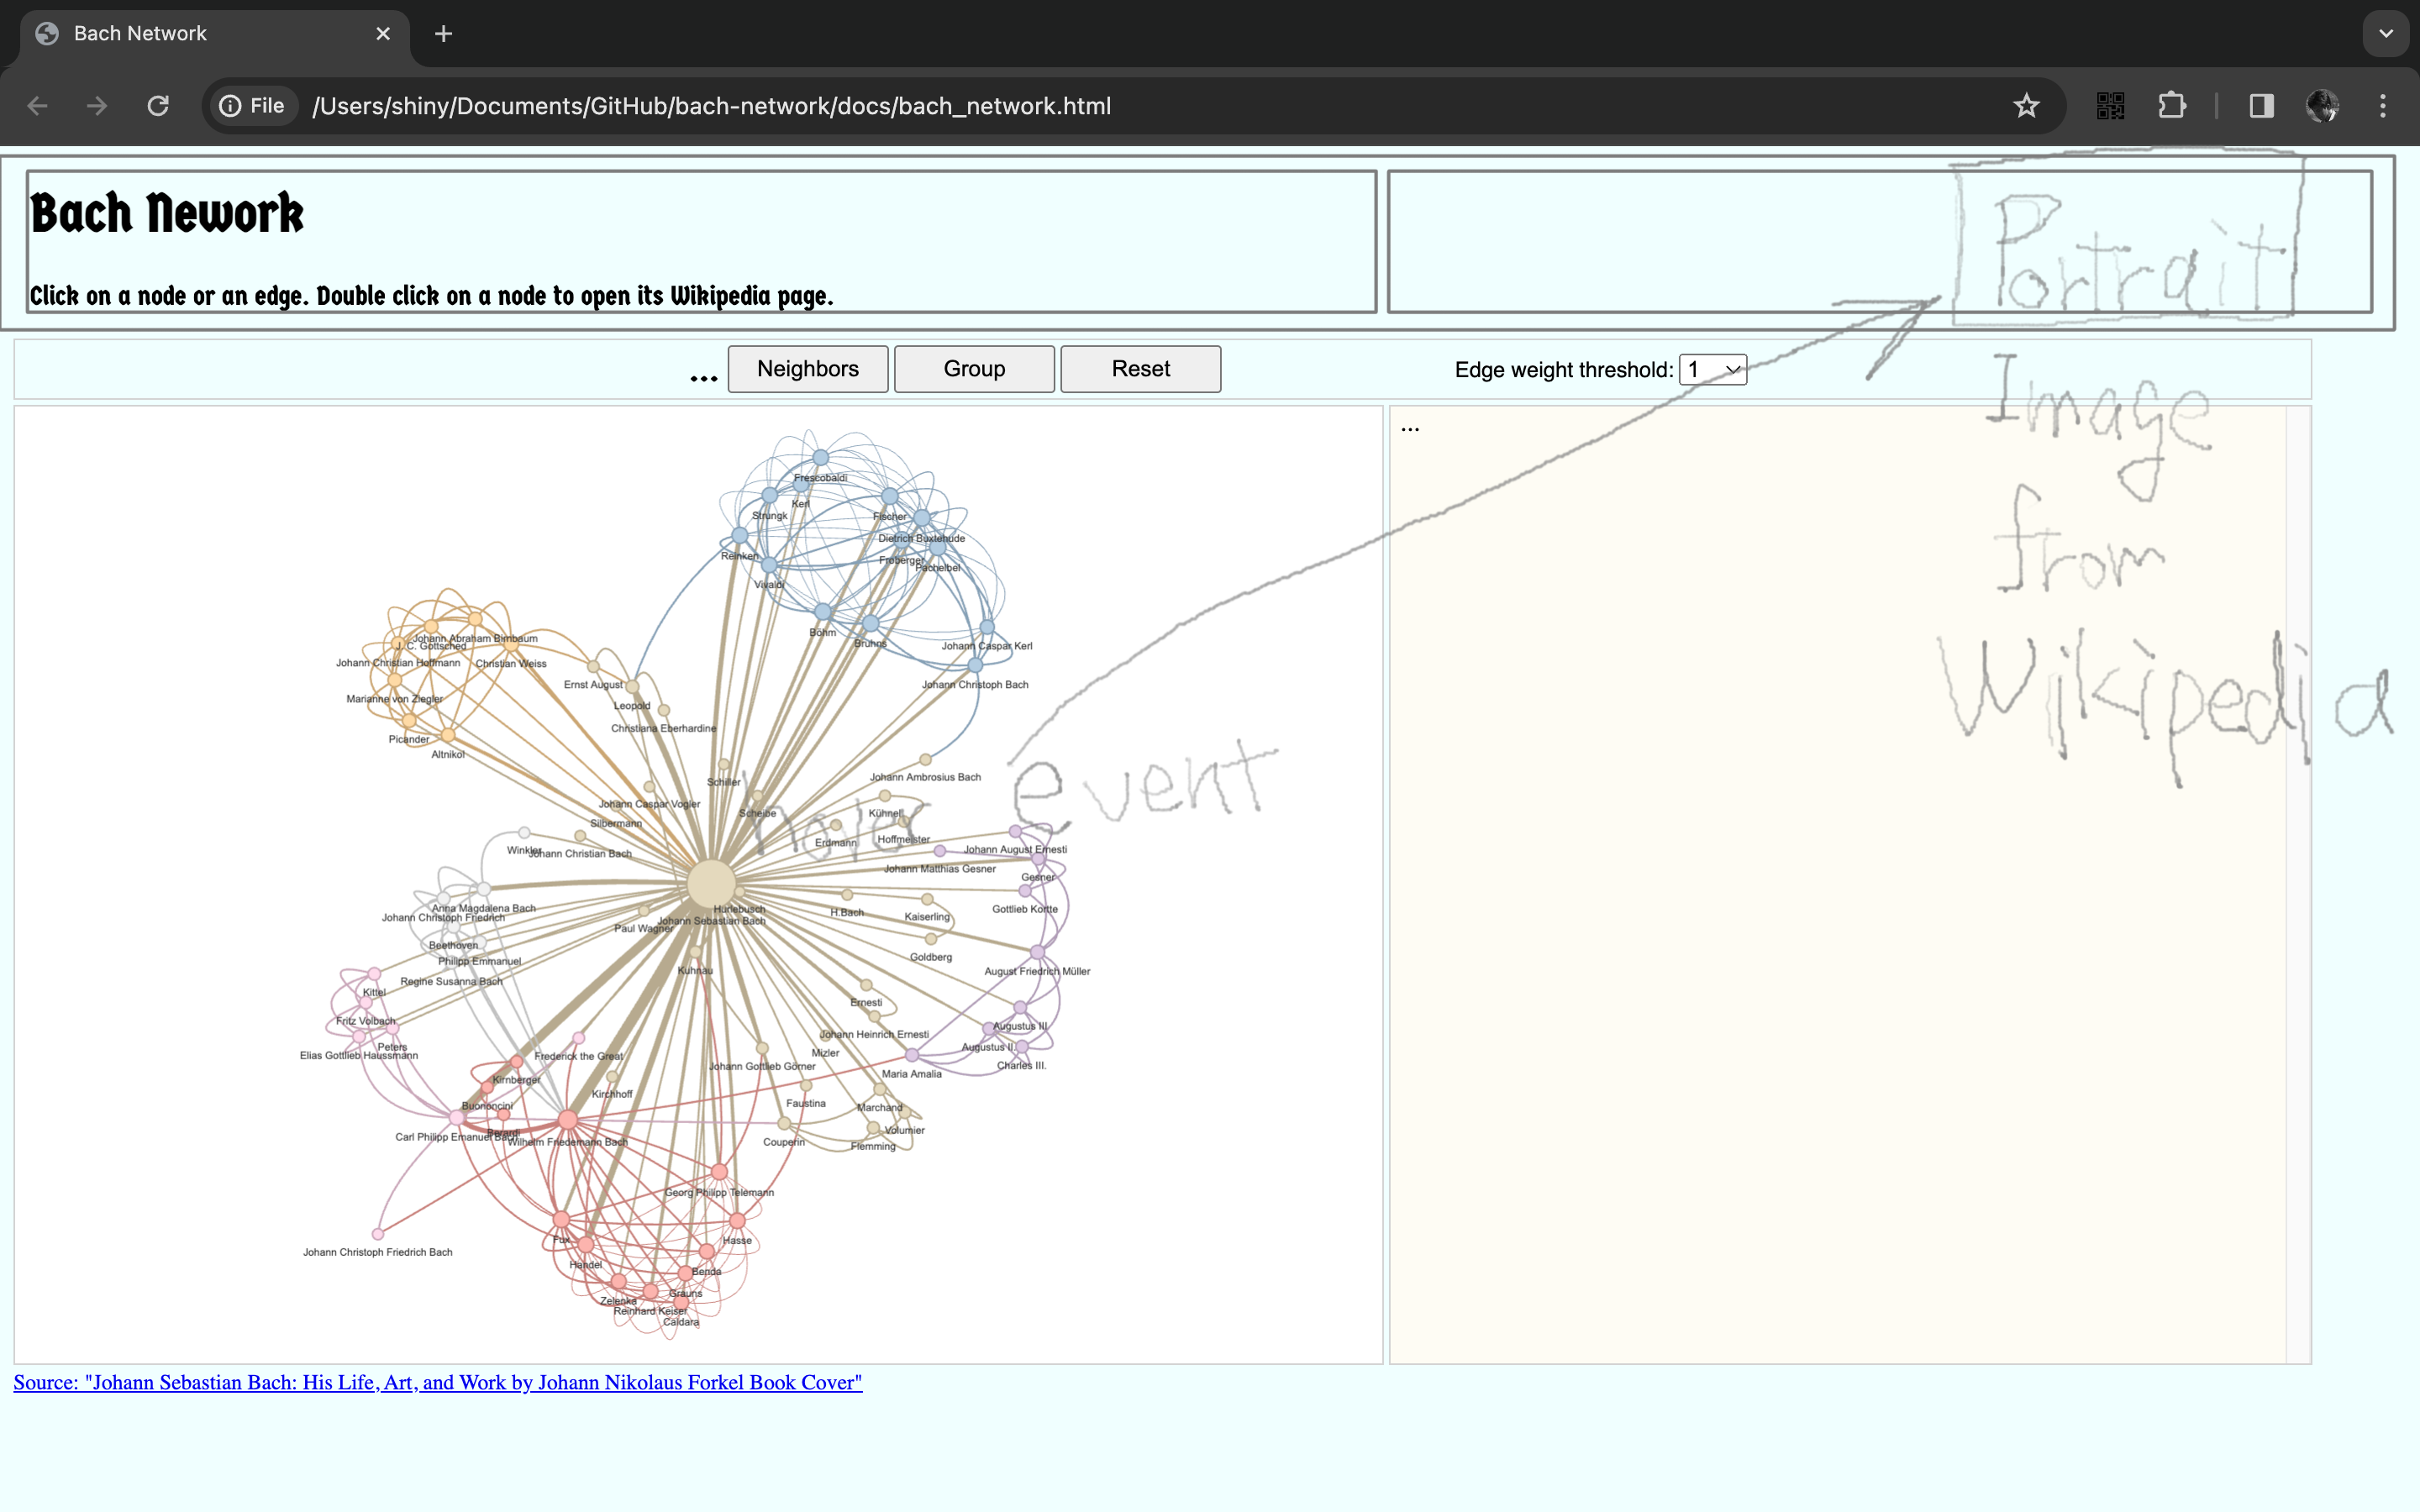 Bach Network
File /Users/shiny/Documents/GitHub/bach-network/docs/bach_network.html
Bach Nework
Click on a node or an edge. Double click on a node to open its Wikipedia page.
Portrait
... Neighbors Group Reset
Edge weight threshold: 1
...
Image
from
Wikipedia
hover event
Frescobaldi
Kerl
Strungk
Fischer
Dietrich Buxtehude
Reinken
Froberger
Pachelbel
Vivaldi
Böhm
Bruhns
Johann Caspar Kerl
Johann Christoph Bach
Johann Abraham Birnbaum
J. C. Gottsched
Johann Christian Hoffmann
Christian Weiss
Ernst August
Marianne von Ziegler
Leopold
Christiana Eberhardine
Picander
Altnikol
Schiller
Johann Ambrosius Bach
Johann Caspar Vogler
Scheibe
Kühnel
Silbermann
Erdmann
Hoffmeister
Winkler
Johann Christian Bach
Johann August Ernesti
Johann Matthias Gesner
Gesner
Anna Magdalena Bach
Johann Christoph Friedrich
Hurlebusch
Johann Sebastian Bach
H.Bach
Kaiserling
Gottlieb Kortte
Paul Wagner
Beethoven
Philipp Emmanuel
Goldberg
Kuhnau
August Friedrich Müller
Regine Susanna Bach
Kittel
Ernesti
Fritz Volbach
Augustus III
Johann Heinrich Ernesti
Peters
Elias Gottlieb Haussmann
Frederick the Great
Mizler
Augustus II.
Johann Gottlieb Görner
Charles III.
Maria Amalia
Kirnberger
Kirchhoff
Faustina
Marchand
Buononcini
Berardi
Volumier
Carl Philipp Emanuel Bach
Wilhelm Friedemann Bach
Couperin
Flemming
Georg Philipp Telemann
Fux
Hasse
Johann Christoph Friedrich Bach
Handel
Benda
Grauns
Zelenka
Reinhard Keiser
Caldara
Source: "Johann Sebastian Bach: His Life, Art, and Work by Johann Nikolaus Forkel Book Cover"